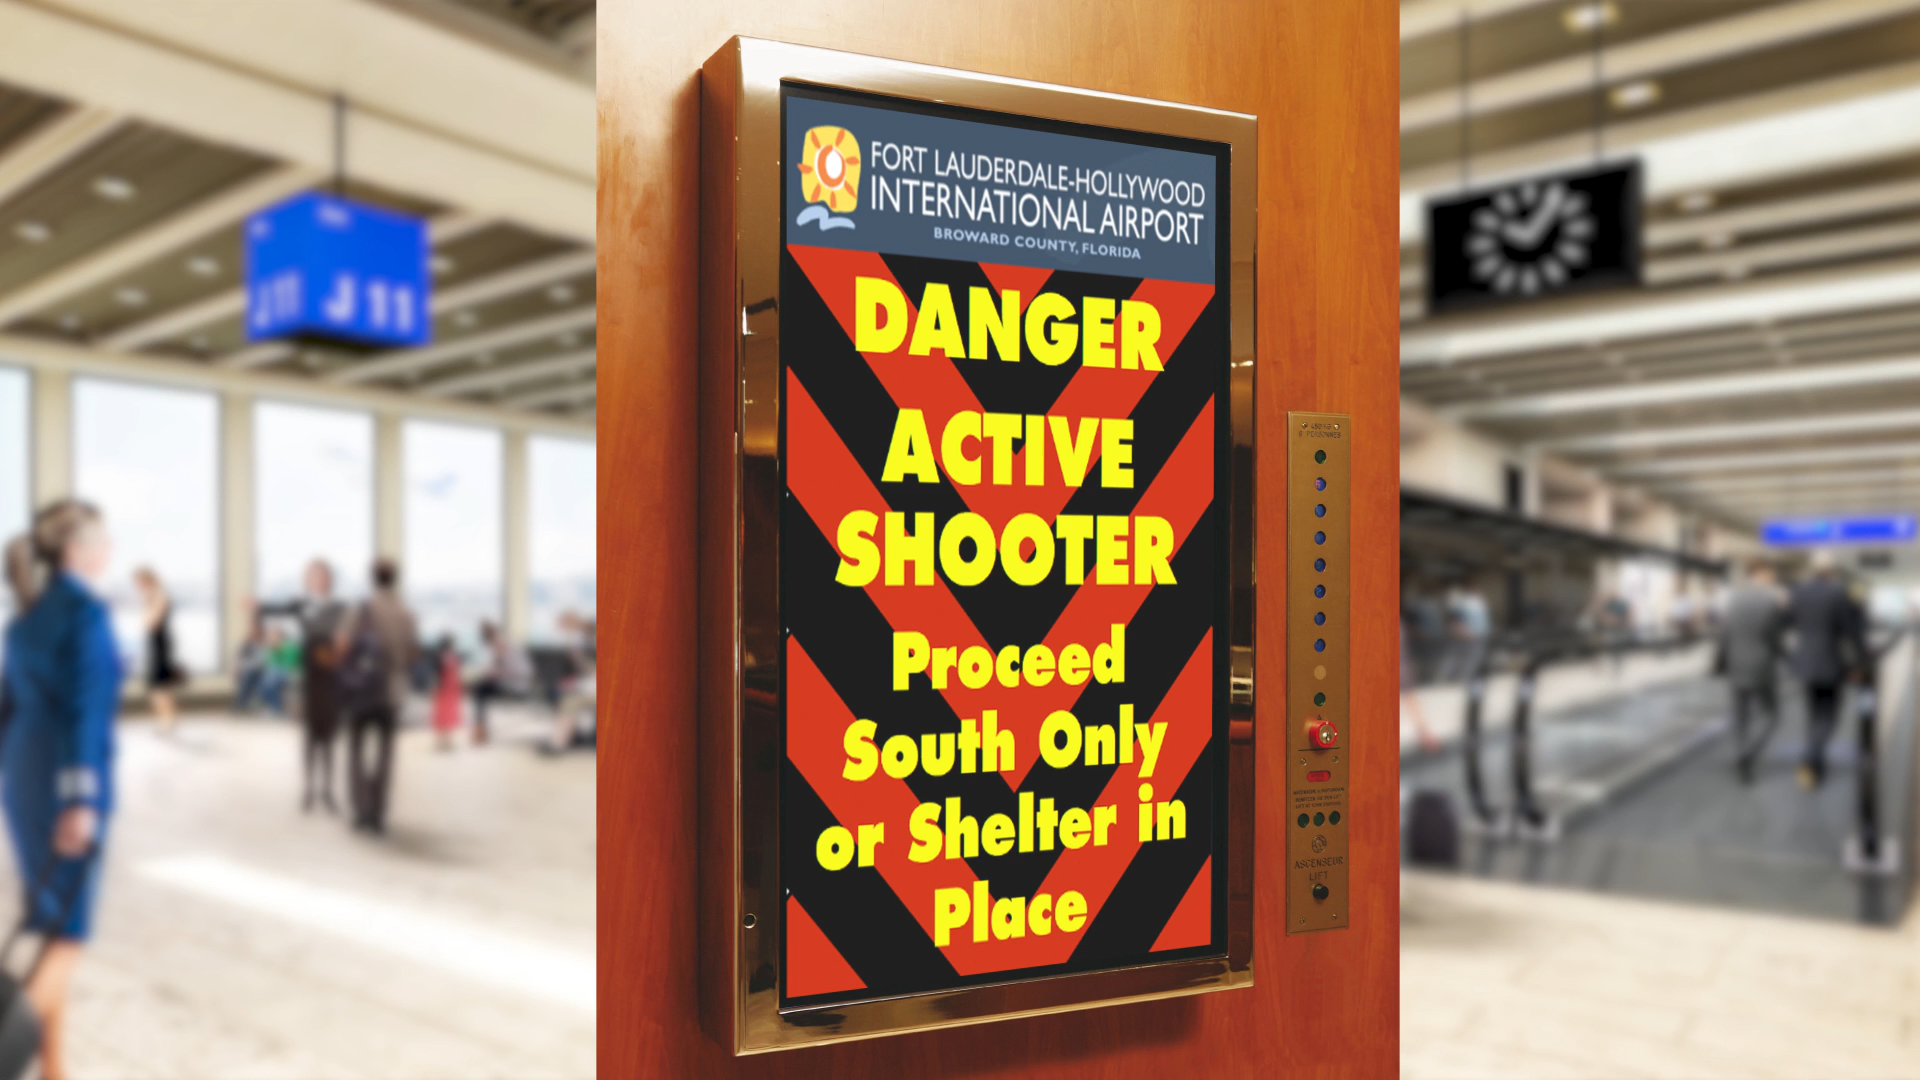 J11
J11
FORT LAUDERDALE-HOLLYWOOD
INTERNATIONAL AIRPORT
BROWARD COUNTY, FLORIDA
DANGER
ACTIVE
SHOOTER
Proceed
South Only
or Shelter in
Place
ASCENSEUR
LIFT